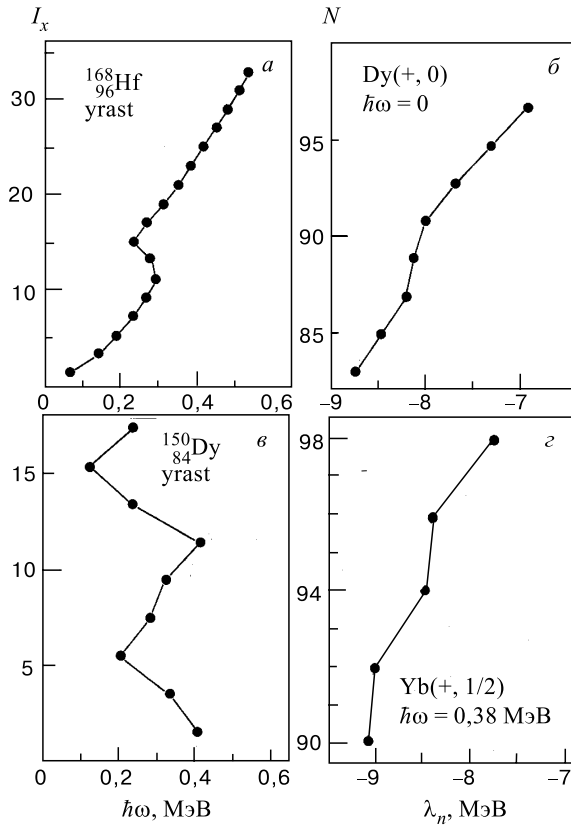 I_x
N
168
96 Hf
yrast
а
30
20
10
0
0,2
0,4
0,6
Dy(+, 0)
ħω = 0
б
95
90
85
–9
–8
–7
150
84 Dy
yrast
в
15
10
5
0
0,2
0,4
0,6
ħω, МэВ
г
98
94
90
Yb(+, 1/2)
ħω = 0,38 МэВ
–9
–8
–7
λ_n, МэВ